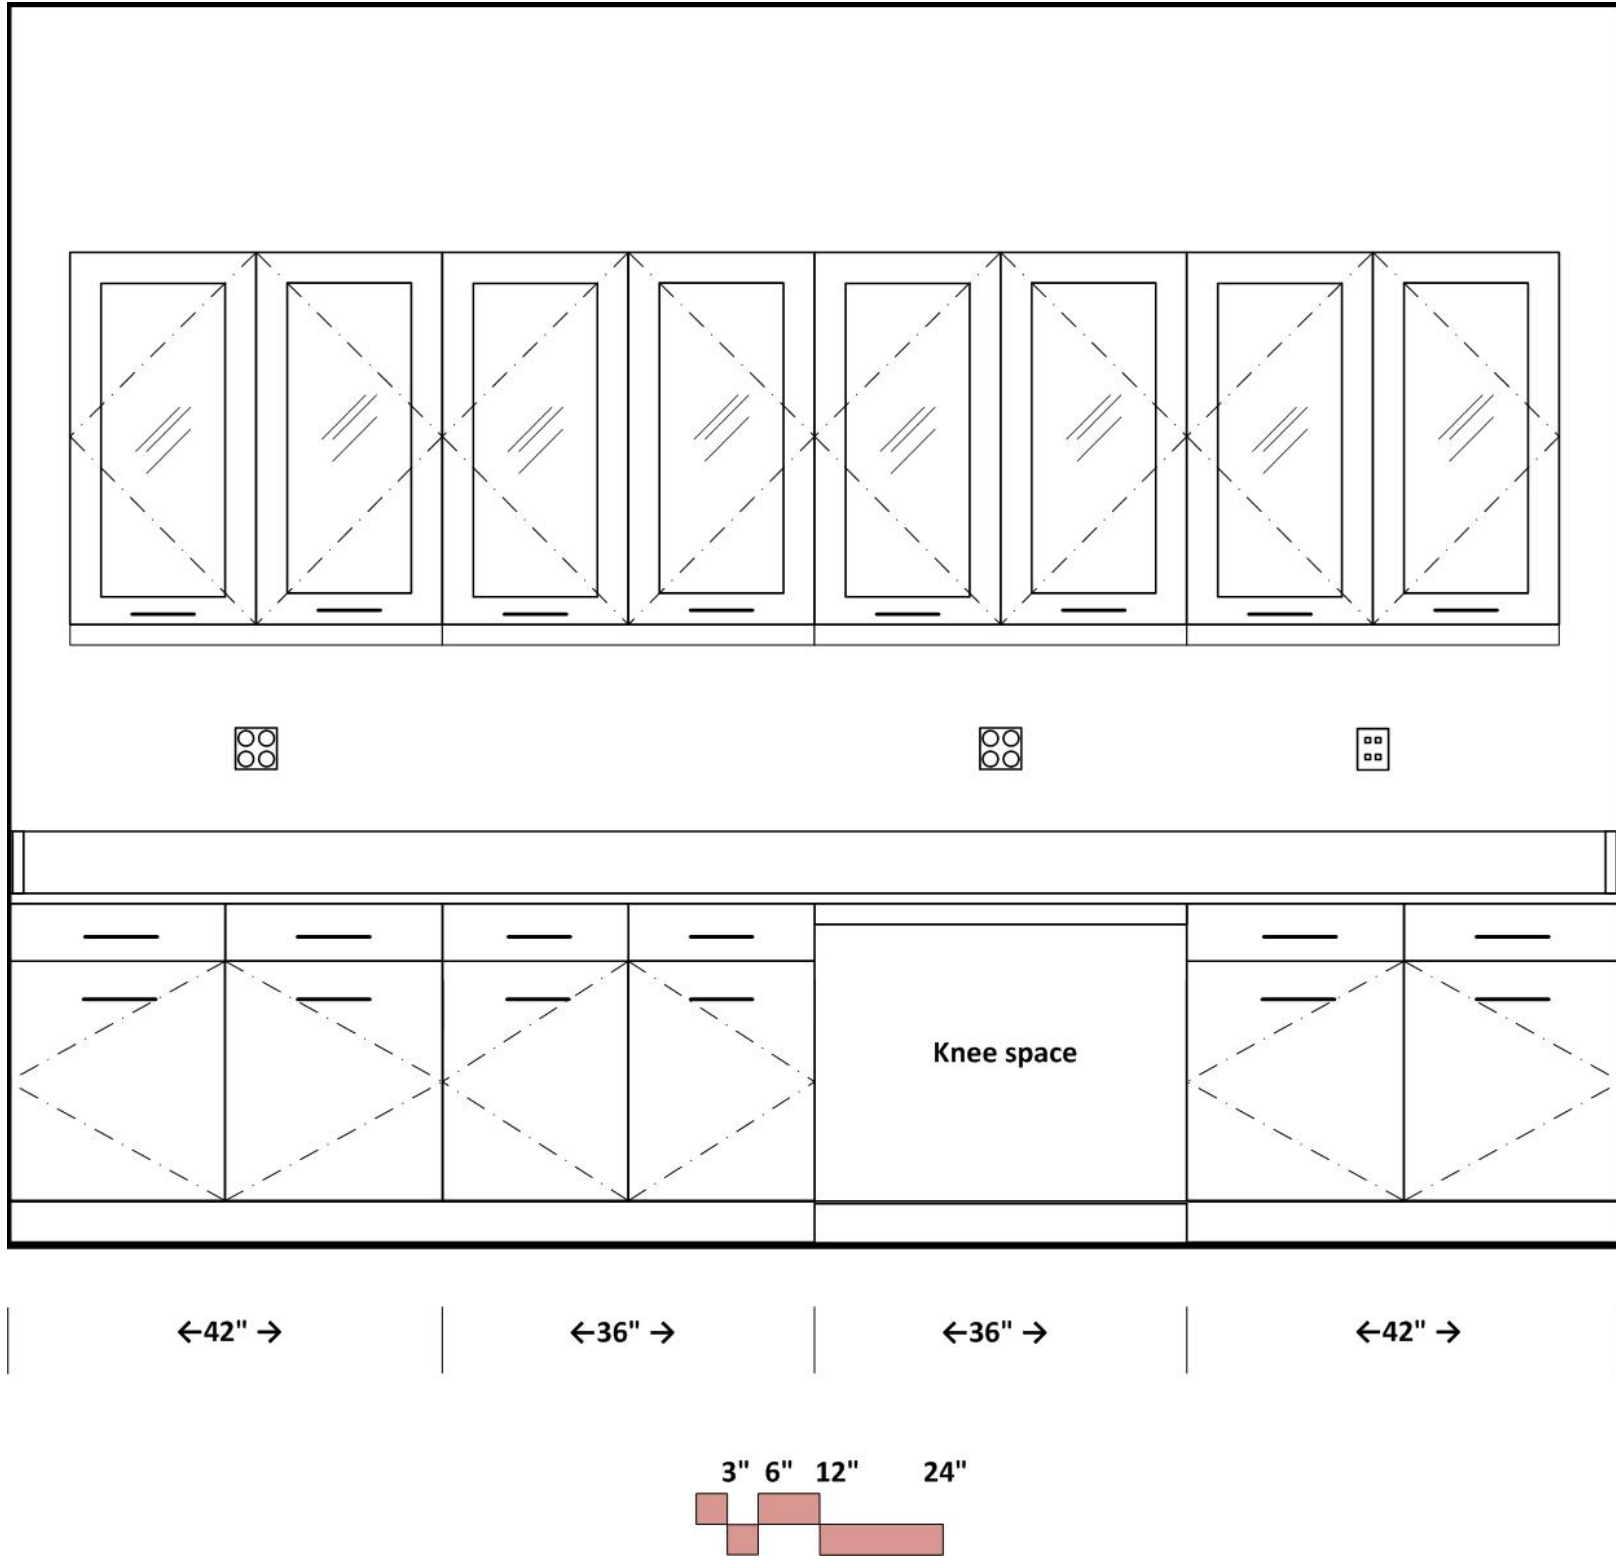 Knee space
←42" → ←36" → ←36" → ←42" →
3" 6" 12" 24"